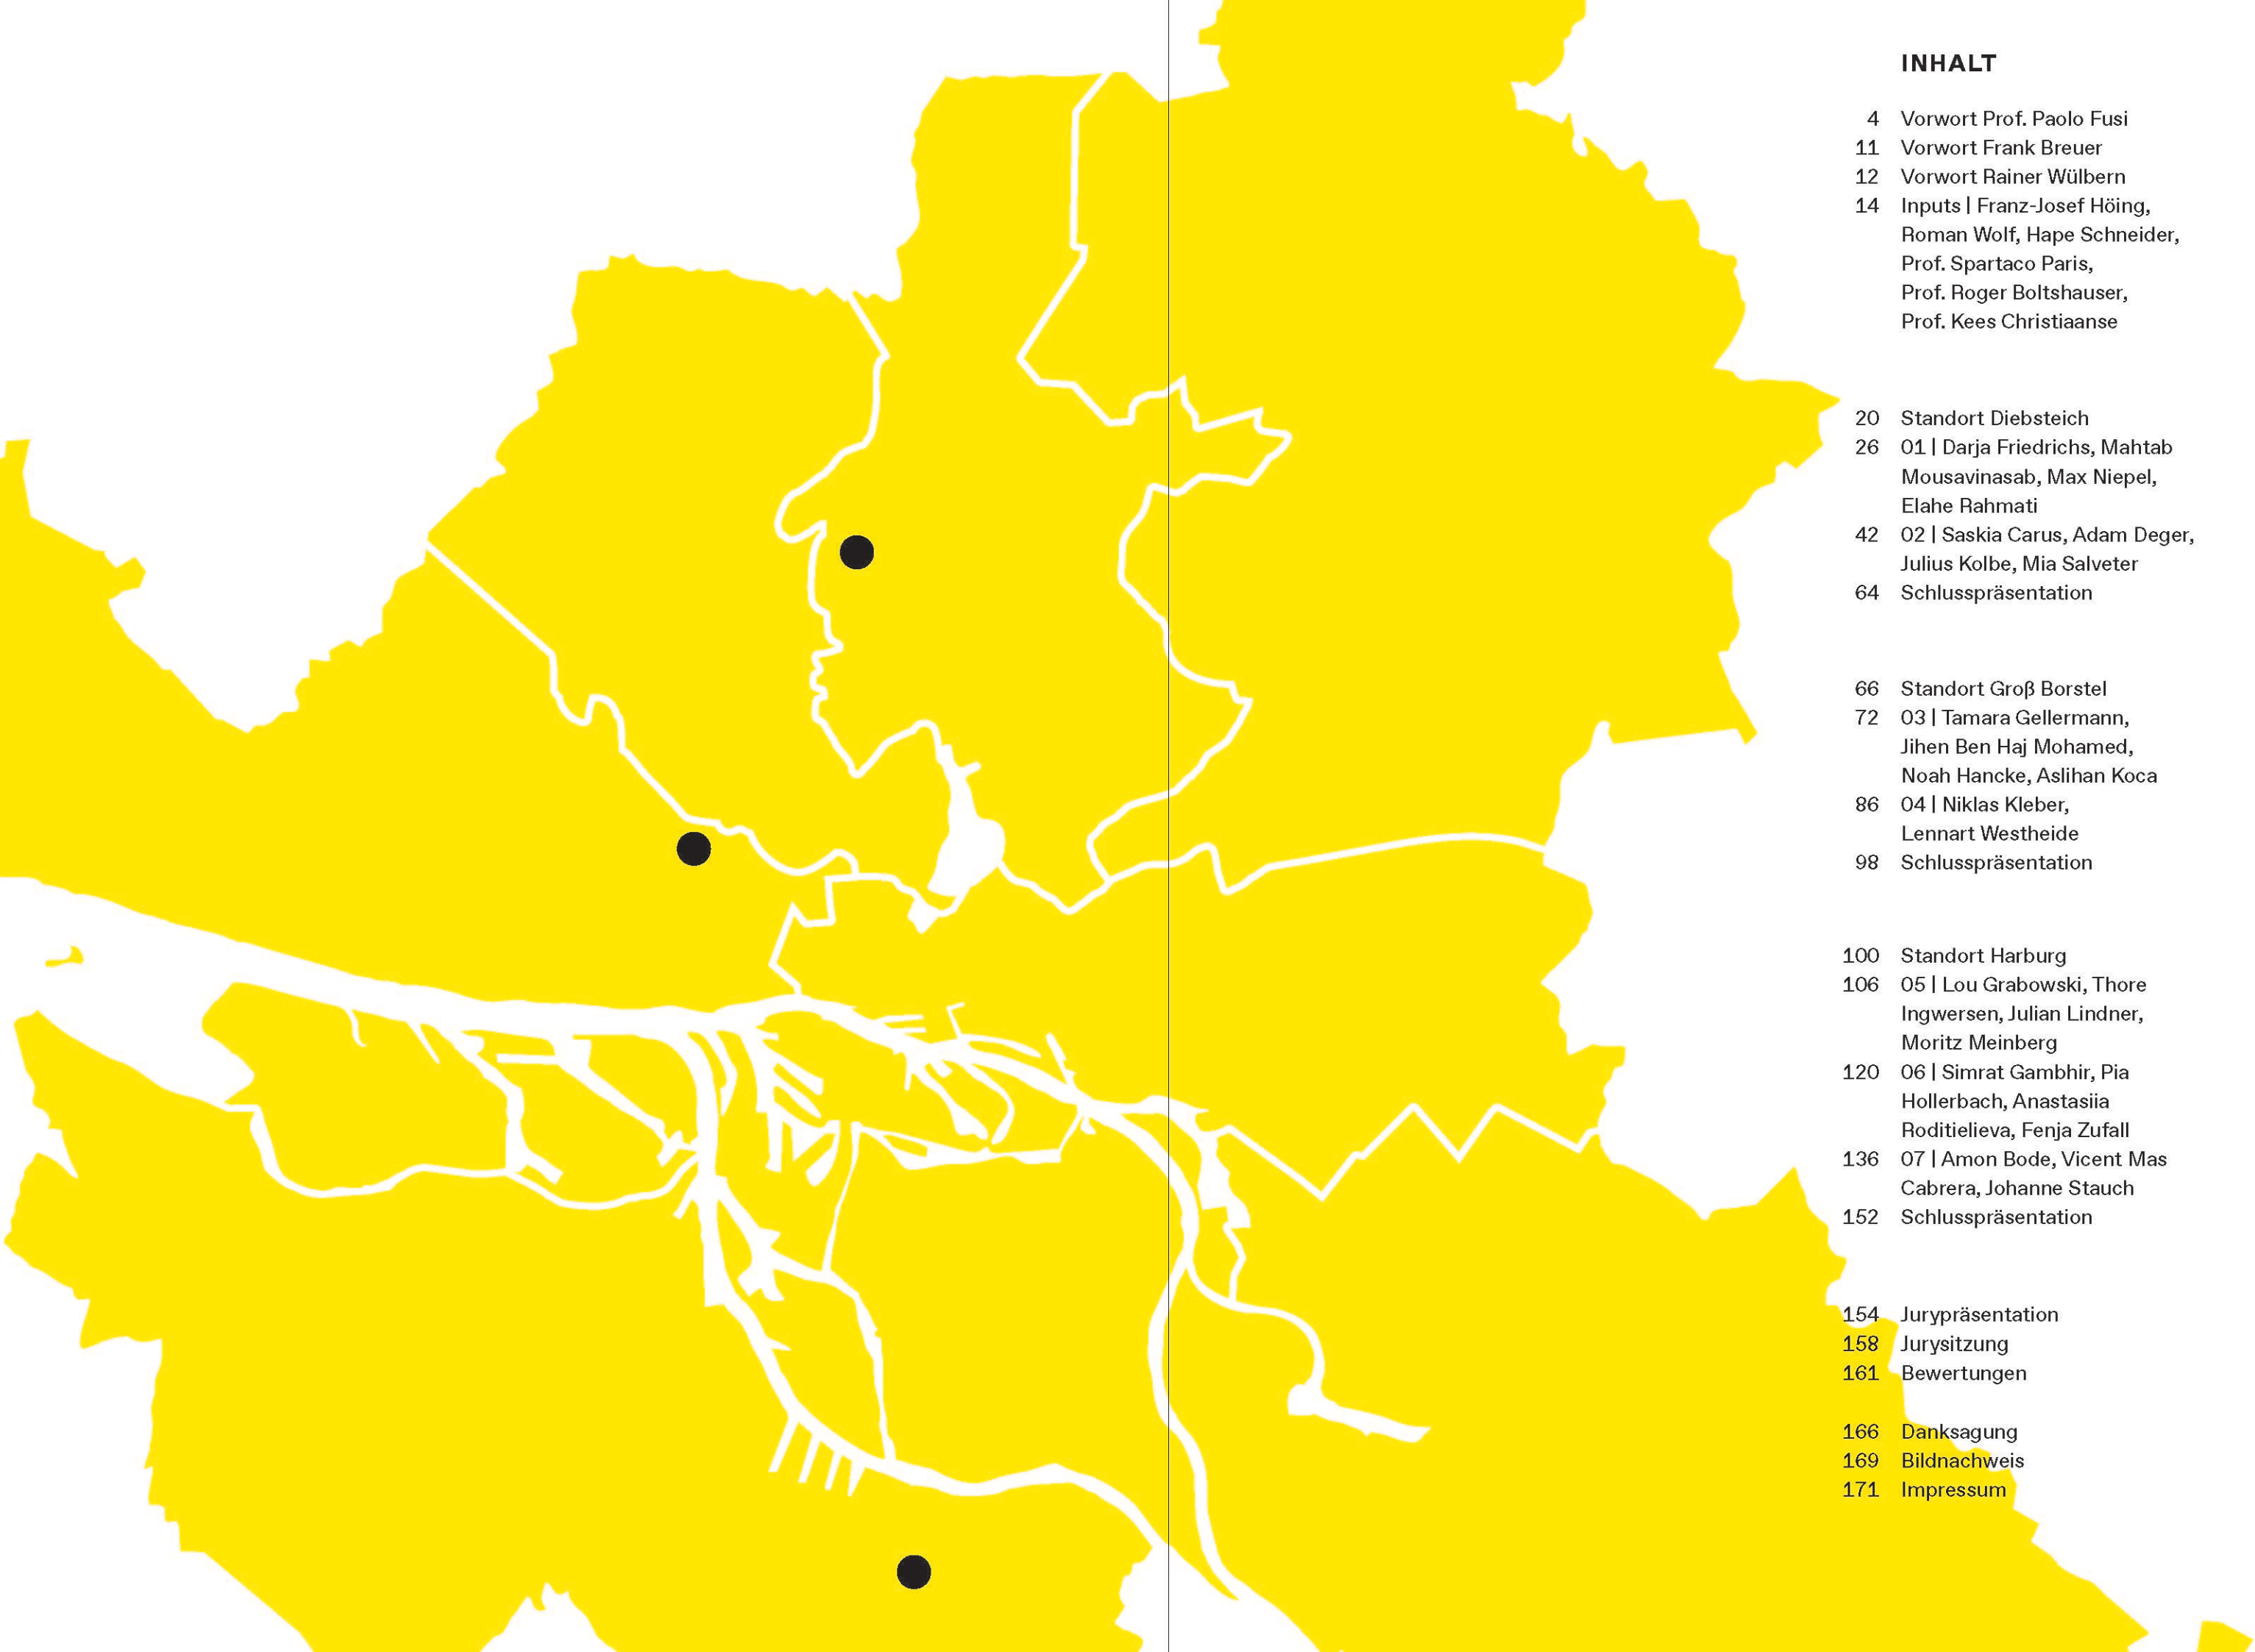 INHALT
4 Vorwort Prof. Paolo Fusi
11 Vorwort Frank Breuer
12 Vorwort Rainer Wülbern
14 Inputs | Franz-Josef Höing,
Roman Wolf, Hape Schneider,
Prof. Spartaco Paris,
Prof. Roger Boltshauser,
Prof. Kees Christiaanse
20 Standort Diebsteich
26 01 | Darja Friedrichs, Mahtab
Mousavinasab, Max Niepel,
Elahe Rahmati
42 02 | Saskia Carus, Adam Deger,
Julius Kolbe, Mia Salveter
64 Schlusspräsentation
66 Standort Groß Borstel
72 03 | Tamara Gellermann,
Jihen Ben Haj Mohamed,
Noah Hancke, Aslihan Koca
86 04 | Niklas Kleber,
Lennart Westheide
98 Schlusspräsentation
100 Standort Harburg
106 05 | Lou Grabowski, Thore
Ingwersen, Julian Lindner,
Moritz Meinberg
120 06 | Simrat Gambhir, Pia
Hollerbach, Anastasiia
Roditielieva, Fenja Zufall
136 07 | Amon Bode, Vicent Mas
Cabrera, Johanne Stauch
152 Schlusspräsentation
154 Jurypräsentation
158 Jurysitzung
161 Bewertungen
166 Danksagung
169 Bildnachweis
171 Impressum